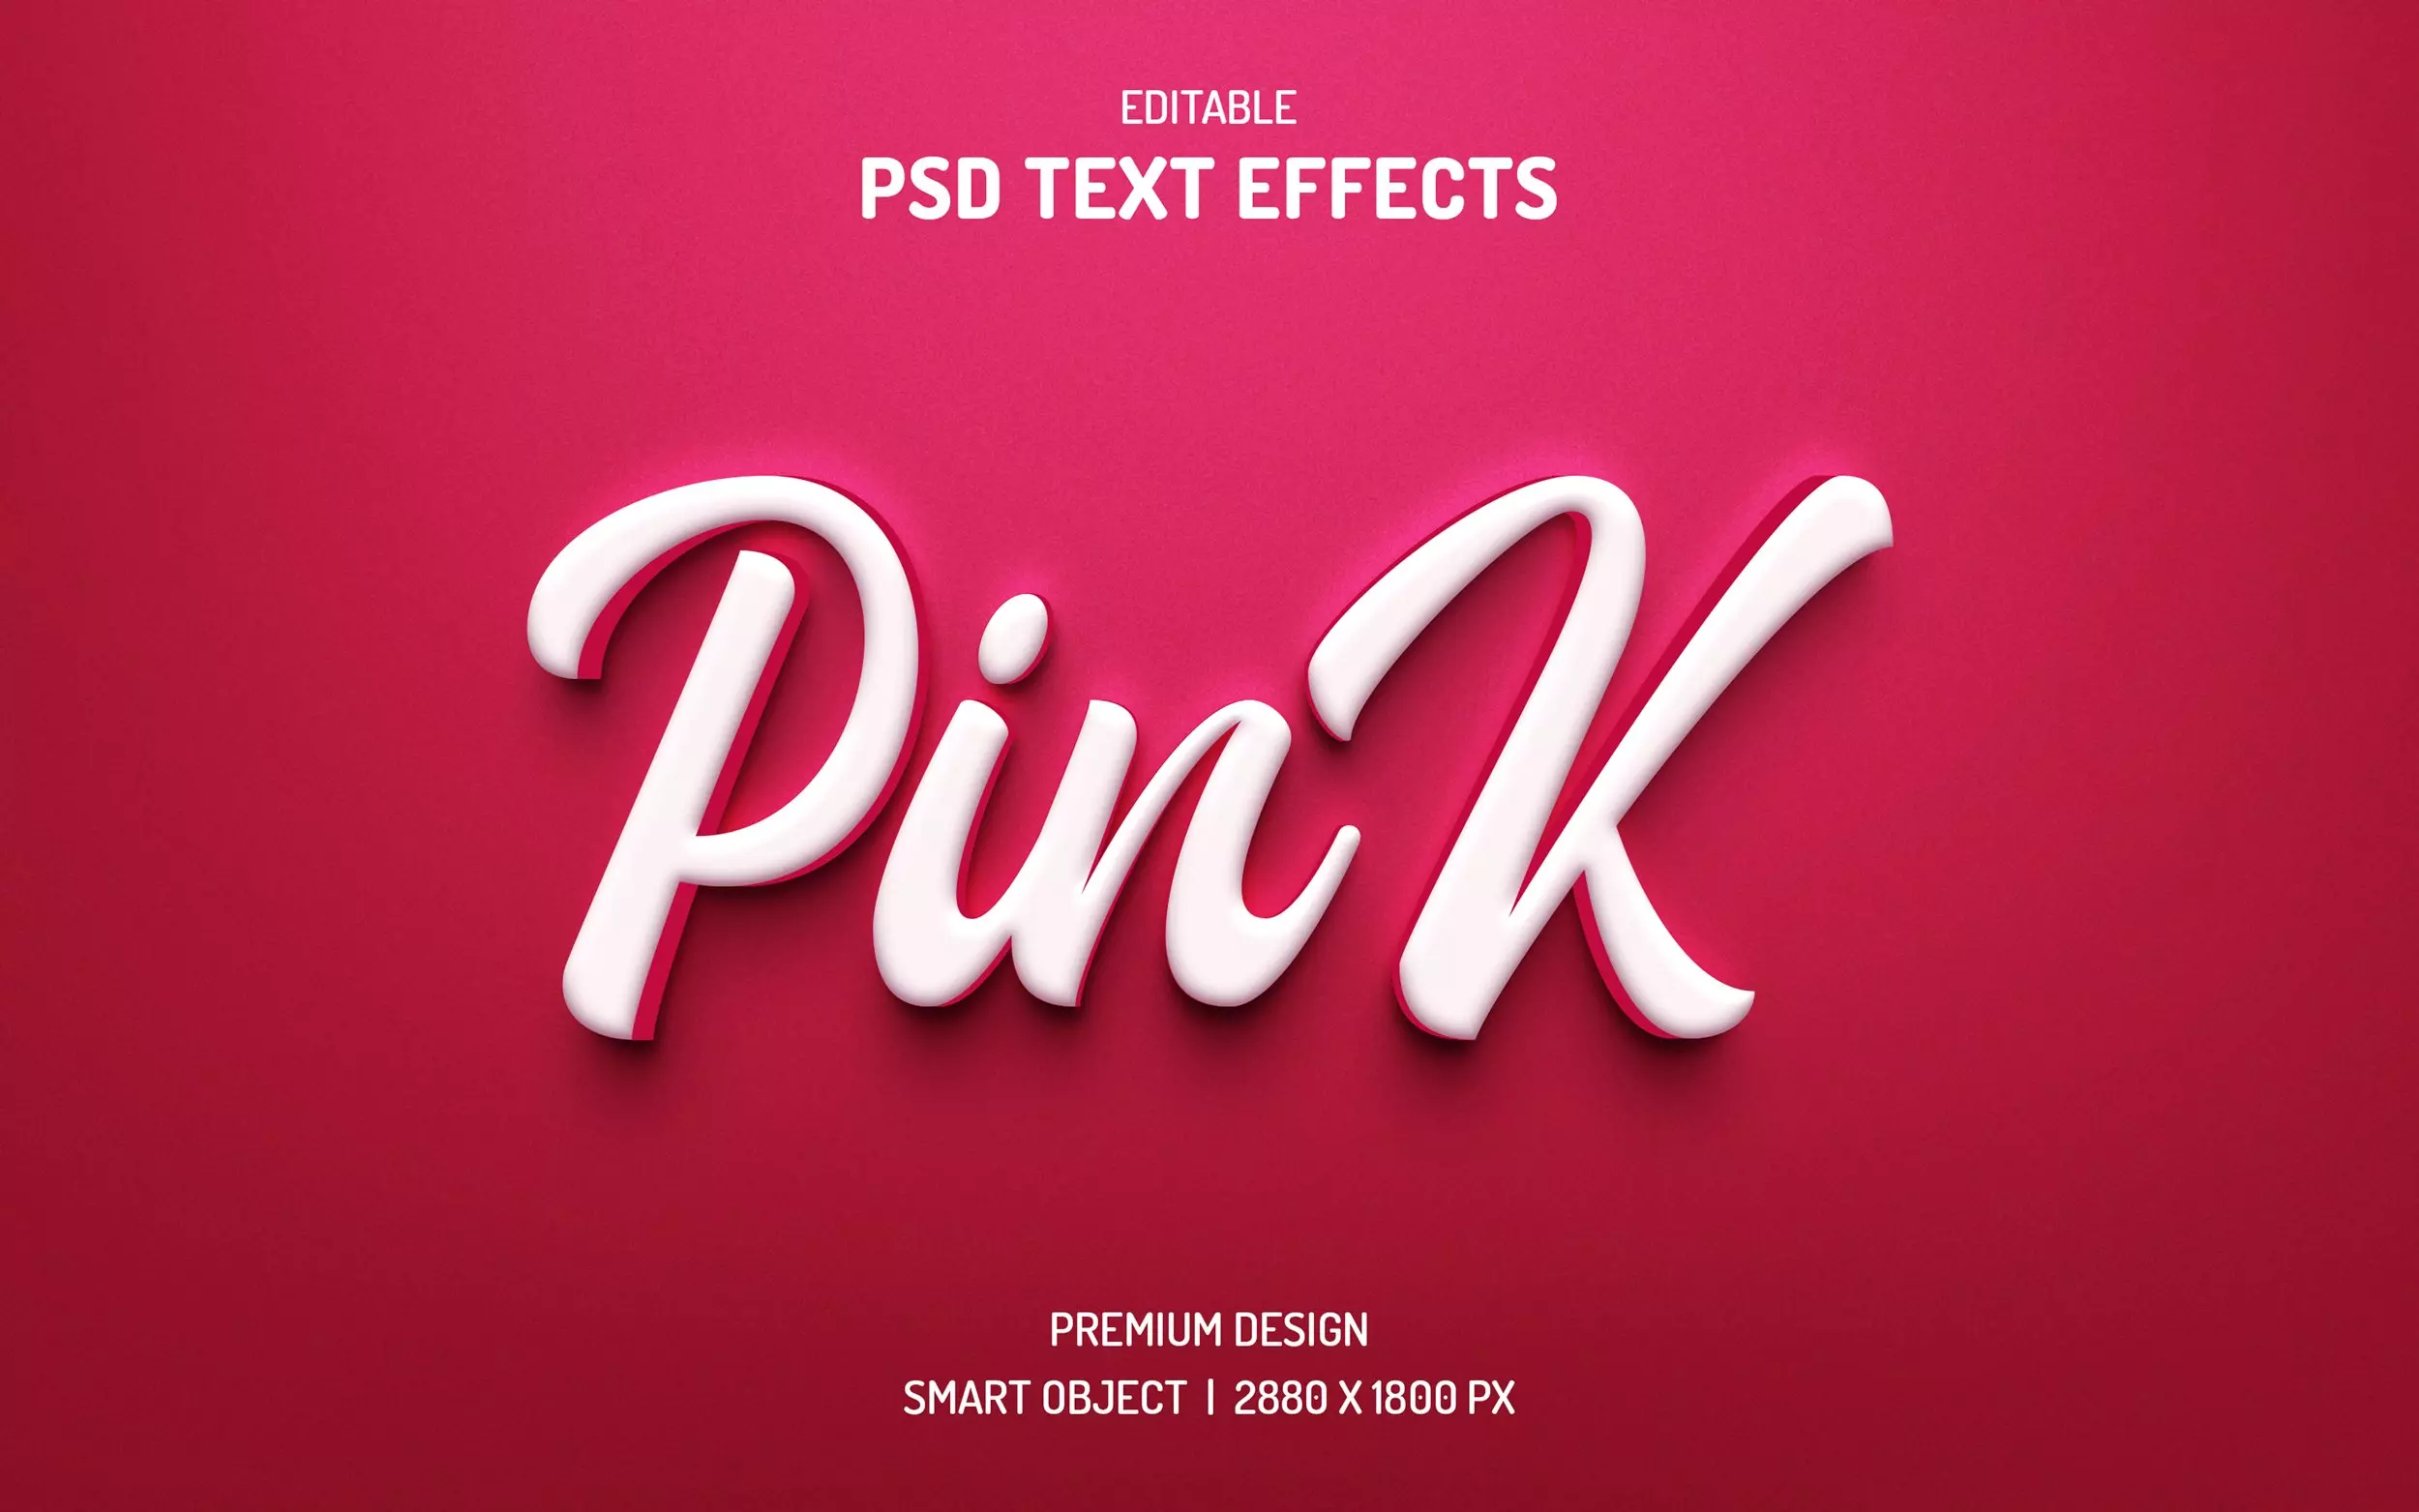 EDITABLE
PSD TEXT EFFECTS
PinK
PREMIUM DESIGN
SMART OBJECT | 2880 X 1800 PX